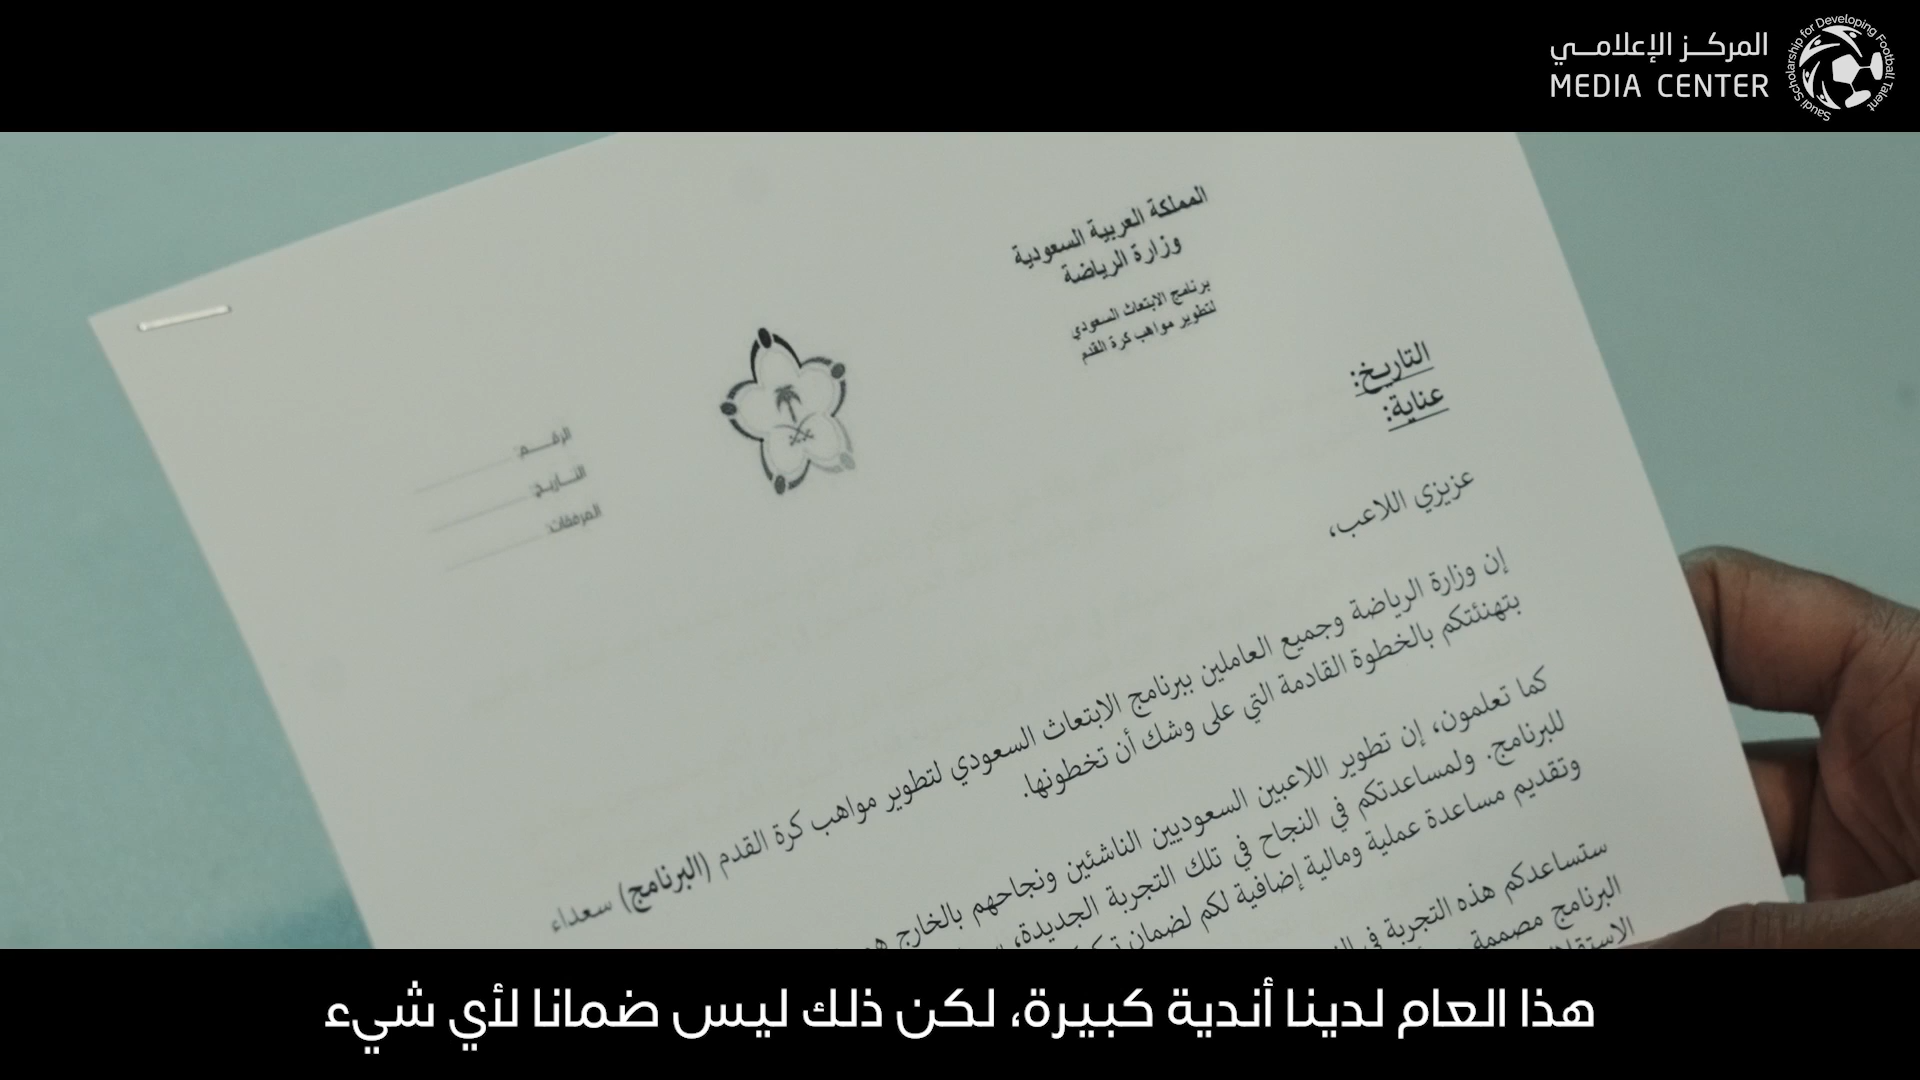 المركز الإعلامي
MEDIA CENTER
Saudi Scholarship for Developing Football Talent
المملكة العربية السعودية
وزارة الرياضة
برنامج الابتعاث السعودي
لتطوير مواهب كرة القدم
الرقم:
التاريخ:
المرفقات:
التاريخ:
عناية:
عزيزي اللاعب،
إن وزارة الرياضة وجميع العاملين ببرنامج الابتعاث السعودي لتطوير مواهب كرة القدم (البرنامج) سعداء
بتهنئتكم بالخطوة القادمة التي على وشك أن تخطونها.
كما تعلمون، إن تطوير اللاعبين السعوديين الناشئين ونجاحهم بالخارج
للبرنامج. ولمساعدتكم في النجاح في تلك التجربة الجديدة،
وتقديم مساعدة عملية ومالية إضافية لكم لضمان
ستساعدكم هذه التجربة في
البرنامج مصممة
هذا العام لدينا أندية كبيرة، لكن ذلك ليس ضمانا لأي شيء